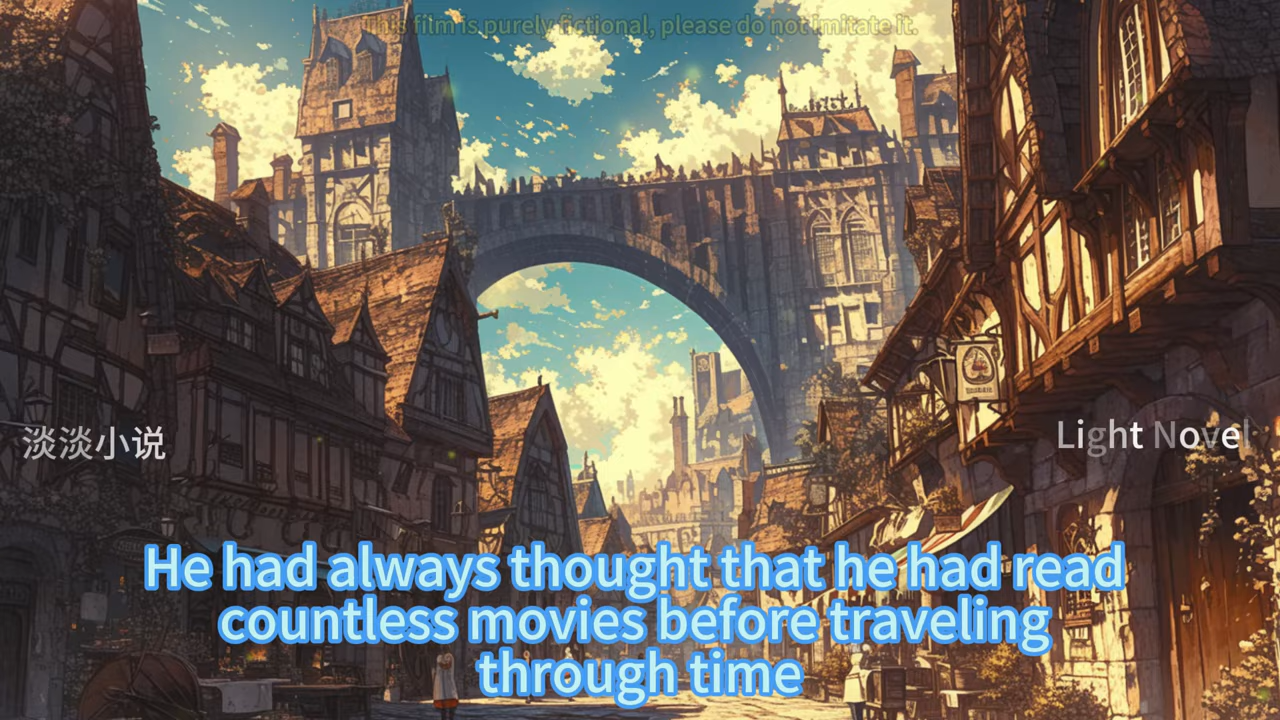 This film is purely fictional, please do not imitate it.
淡淡小说
Light Novel
He had always thought that he had read
countless movies before traveling
through time